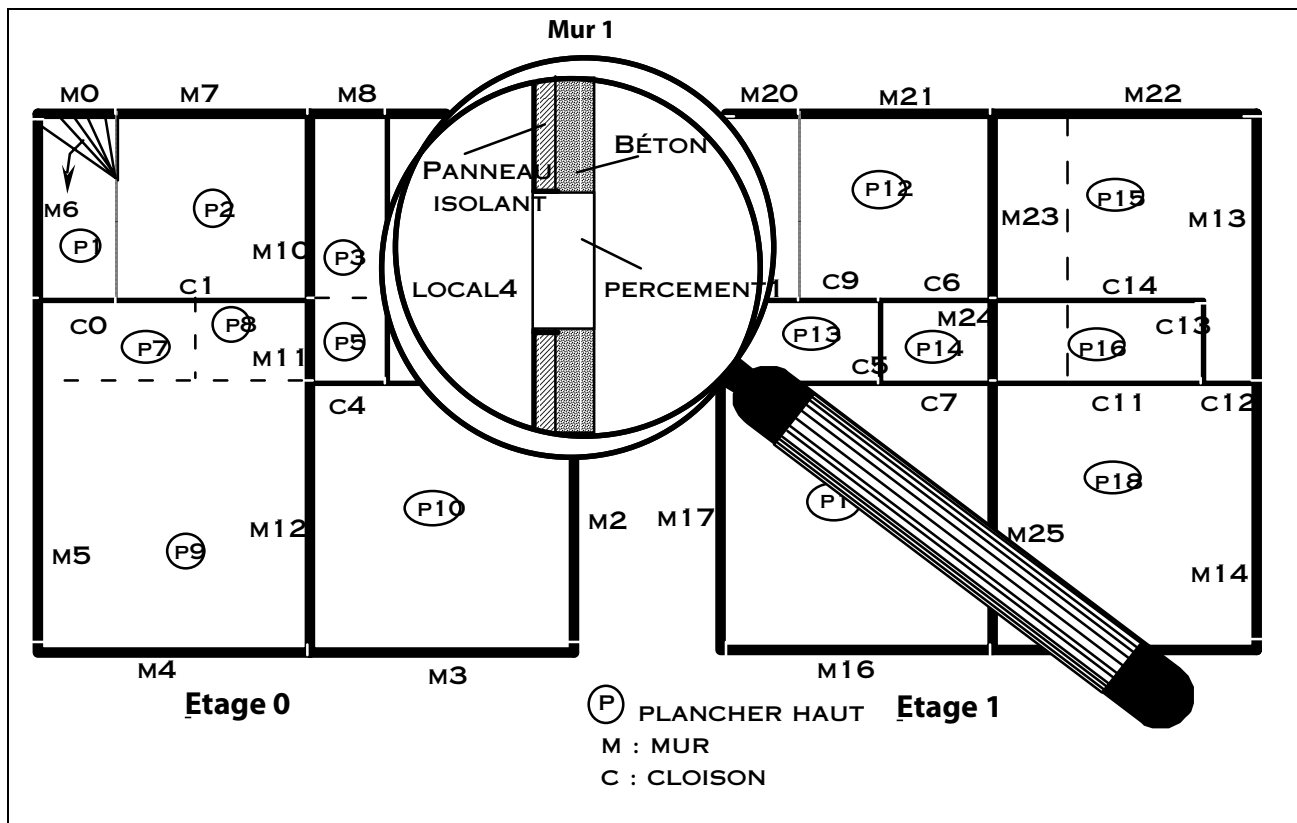 Mur 1
M0 M7 M8 M20 M21 M22
PANNEAU ISOLANT
BÉTON
M6 P1 P2 M10 P3 P12 M23 P15 M13
LOCAL4 PERCEMENT1
C1 C9 C6 C14
C0 P7 P8 M11 P5 P13 C5 P14 M24 P16 C13
C4 C7 C11 C12
M5 P9 M12 P10 M2 M17 M25 P18 M14
M4 M3 M16
Etage 0 Etage 1
P PLANCHER HAUT
M : MUR
C : CLOISON